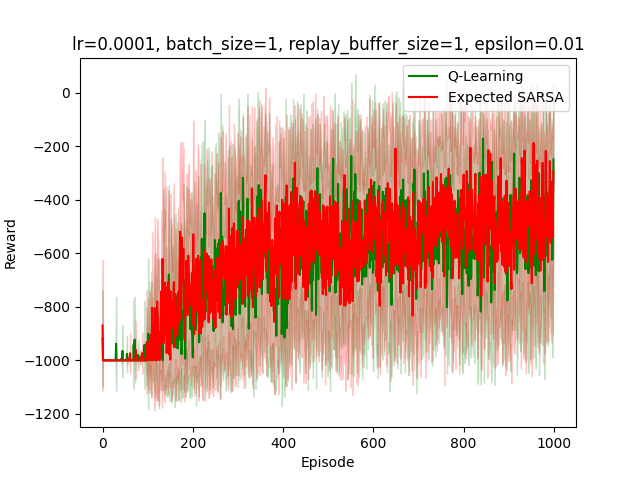 lr=0.0001, batch_size=1, replay_buffer_size=1, epsilon=0.01
Q-Learning
Expected SARSA
0
−200
−400
−600
−800
−1000
−1200
Reward
0 200 400 600 800 1000
Episode